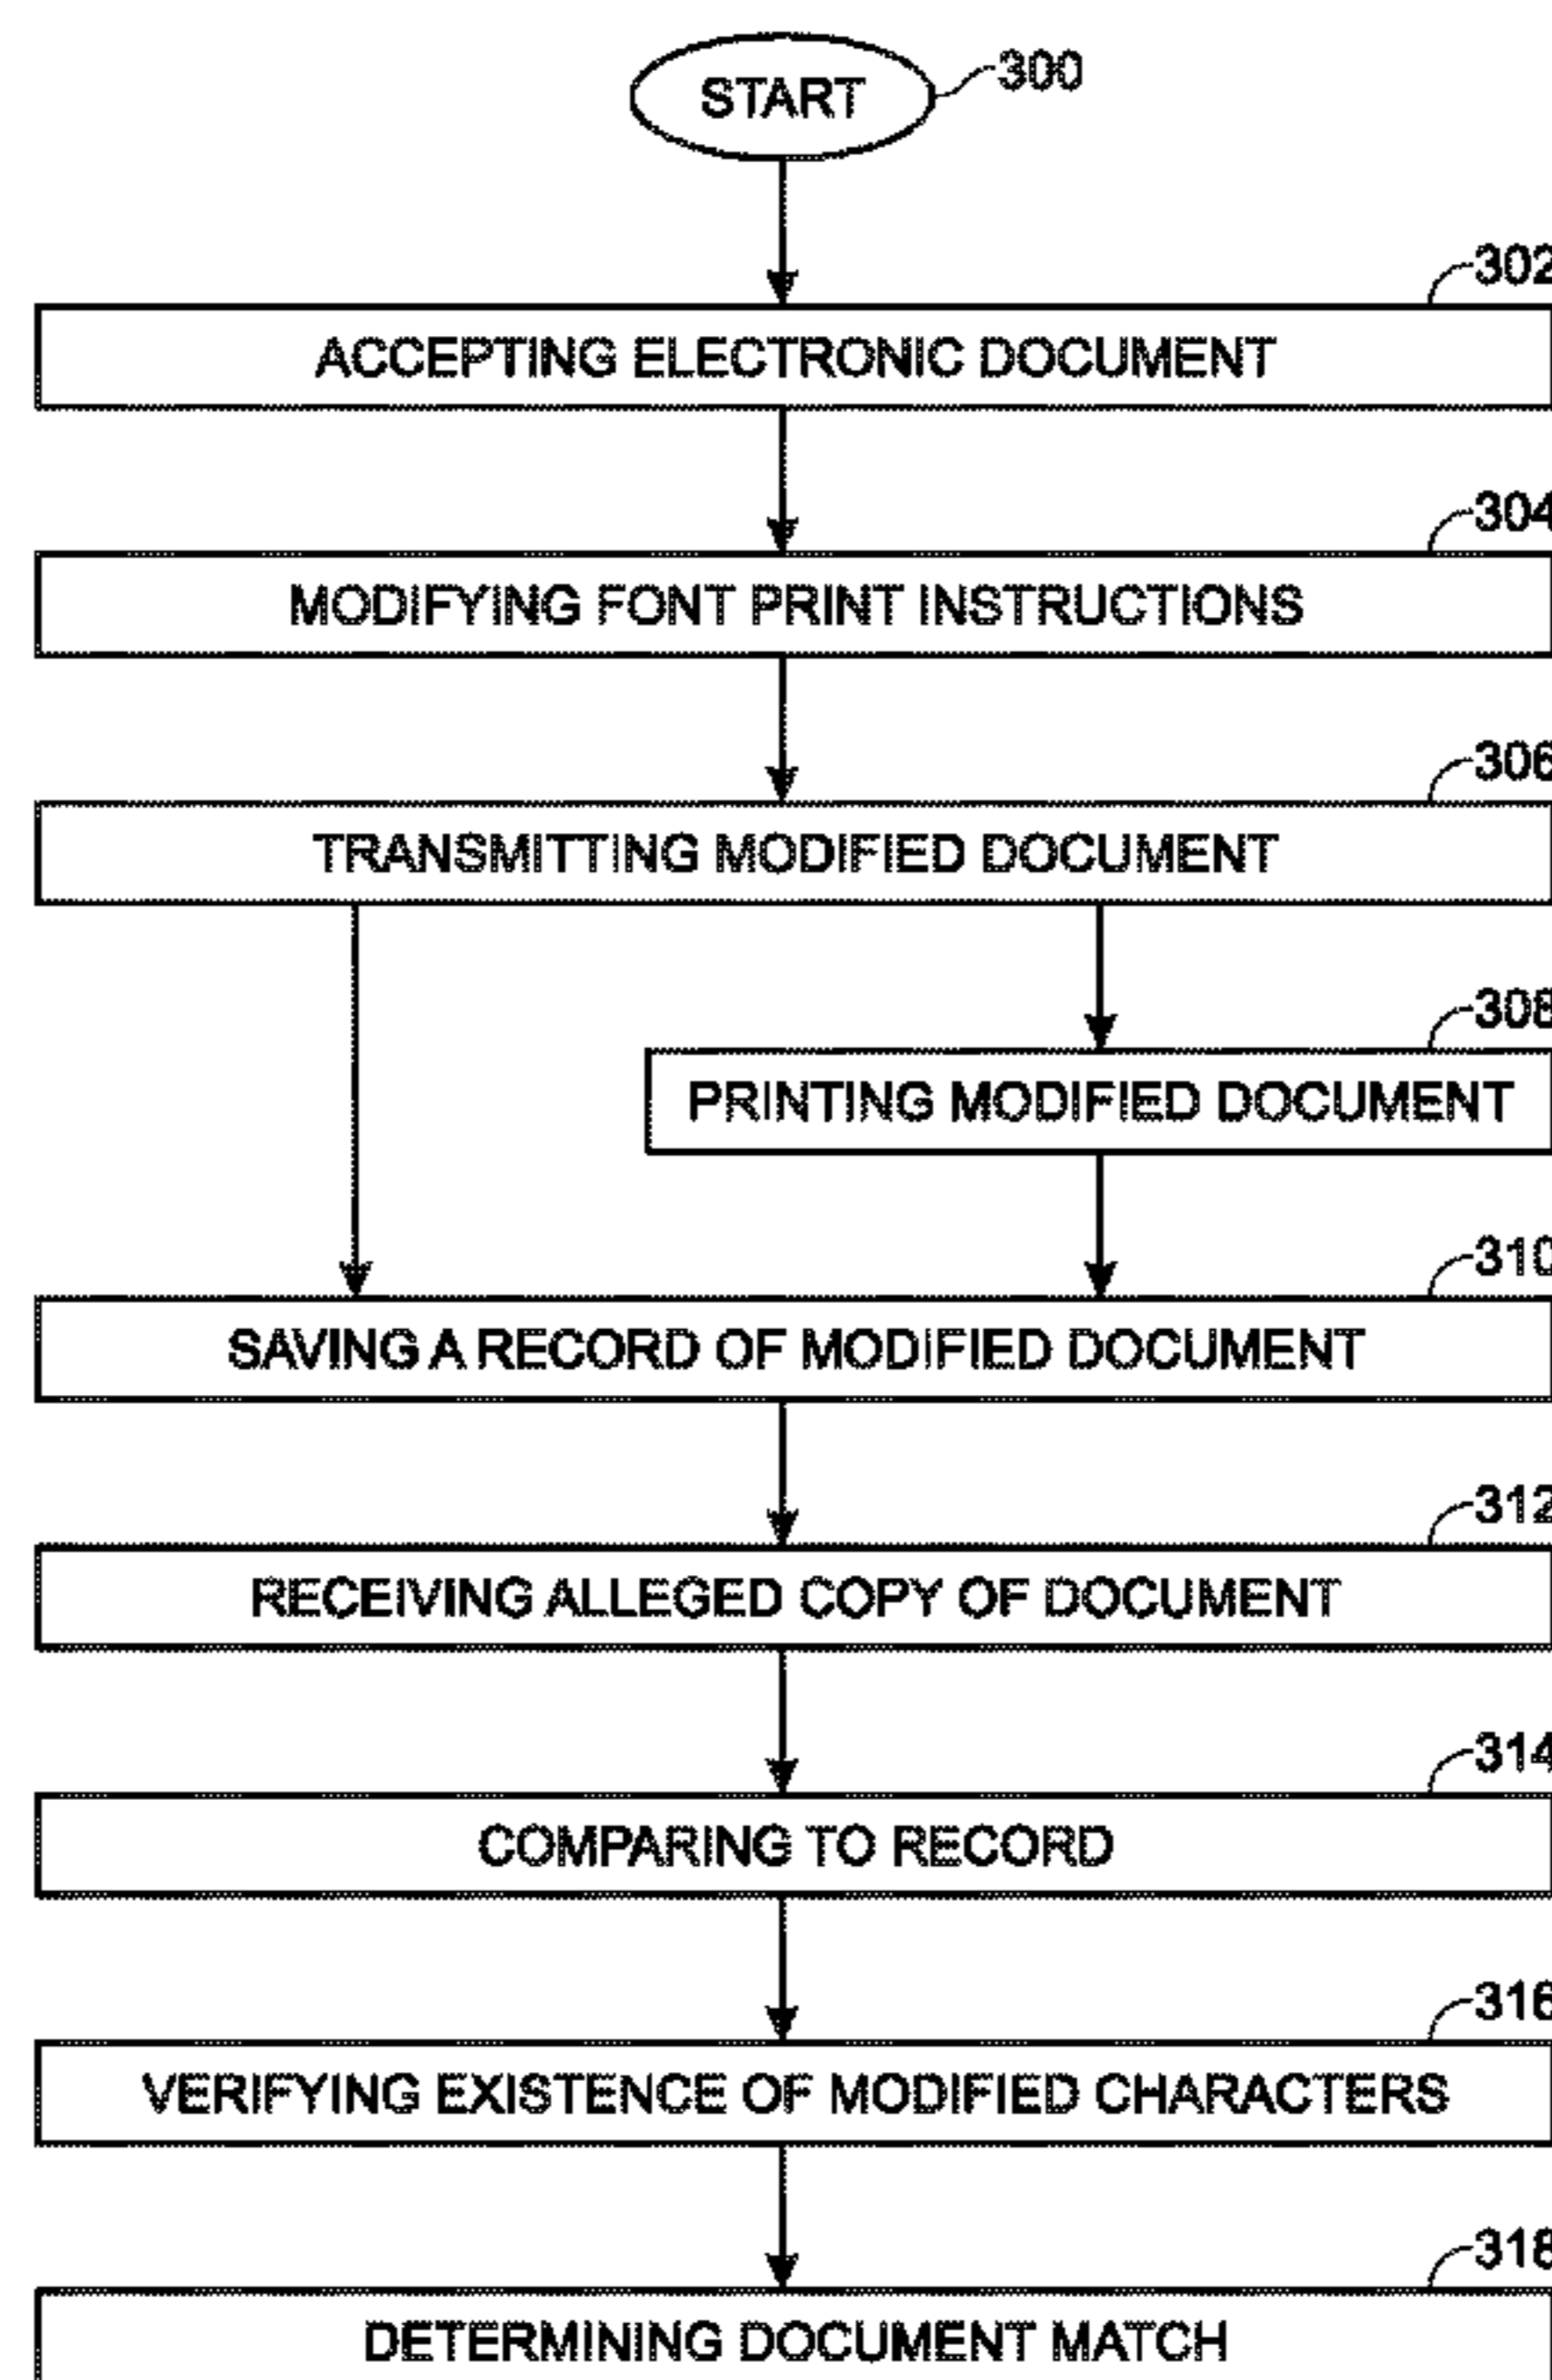 START
300
302
ACCEPTING ELECTRONIC DOCUMENT
304
MODIFYING FONT PRINT INSTRUCTIONS
306
TRANSMITTING MODIFIED DOCUMENT
308
PRINTING MODIFIED DOCUMENT
310
SAVING A RECORD OF MODIFIED DOCUMENT
312
RECEIVING ALLEGED COPY OF DOCUMENT
314
COMPARING TO RECORD
316
VERIFYING EXISTENCE OF MODIFIED CHARACTERS
318
DETERMINING DOCUMENT MATCH